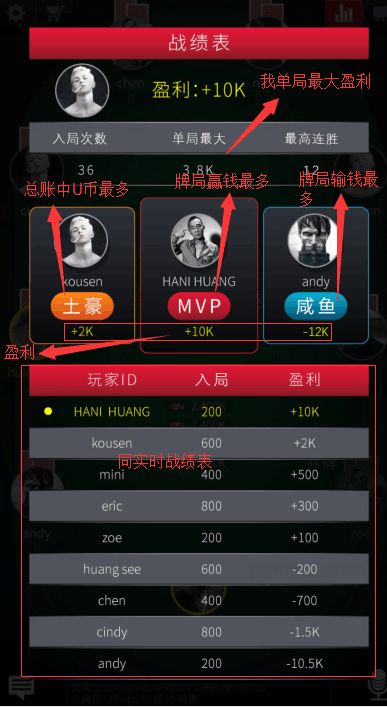 战绩表
盈利：+10K
我单局最大盈利
入局次数 单局最大 最高连胜
36 3.8K 12
总账中U币最多 牌局赢钱最多 牌局输钱最多
kousen HANI HUANG andy
土豪 MVP 咸鱼
+2K +10K -12K
盈利
玩家ID 入局 盈利
HANI HUANG 200 +10K
kousen 600 +2K
同实时战绩表
mini 400 +500
eric 800 +300
zoe 200 +100
huang see 600 -200
chen 400 -700
cindy 800 -1.5K
andy 200 -10.5K